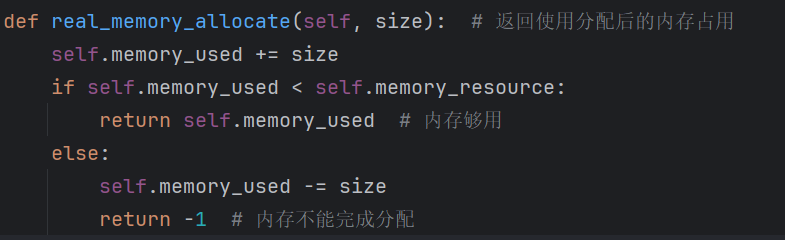 def real_memory_allocate(self, size):  # 返回使用分配后的内存占用
    self.memory_used += size
    if self.memory_used < self.memory_resource:
        return self.memory_used  # 内存够用
    else:
        self.memory_used -= size
        return -1  # 内存不能完成分配